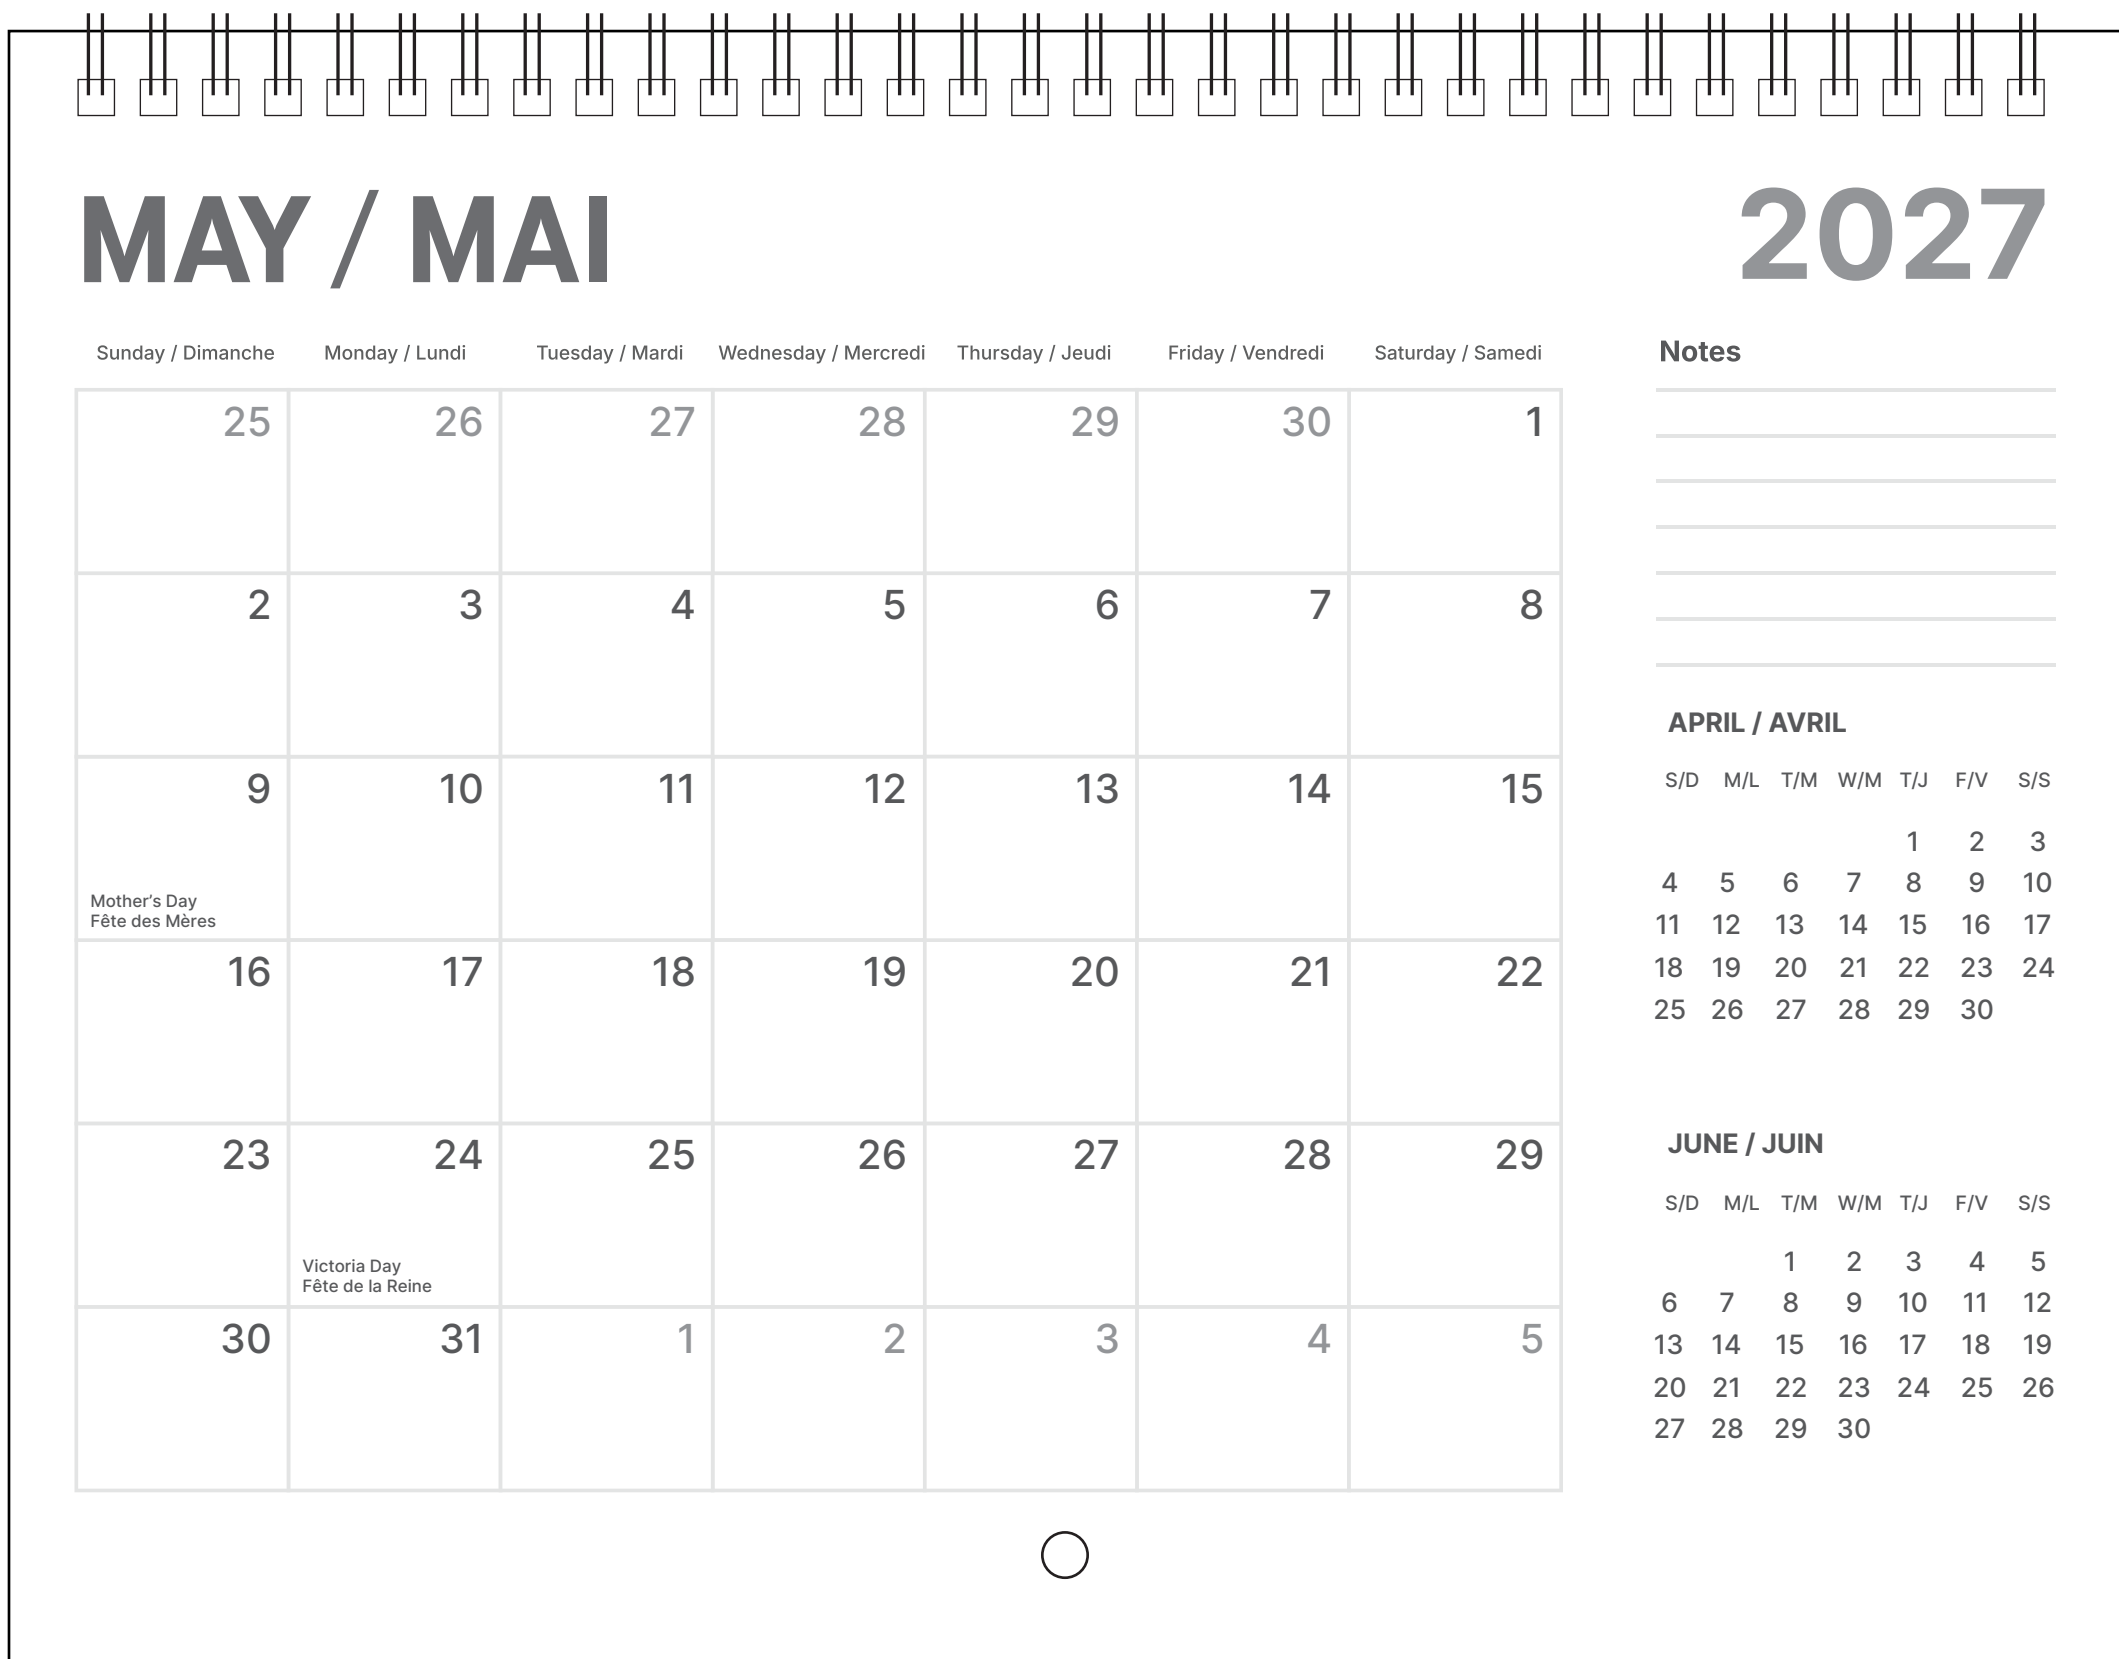 MAY / MAI
2027
Sunday / Dimanche Monday / Lundi Tuesday / Mardi Wednesday / Mercredi Thursday / Jeudi Friday / Vendredi Saturday / Samedi
25 26 27 28 29 30 1
2 3 4 5 6 7 8
9 10 11 12 13 14 15
Mother’s Day
Fête des Mères
16 17 18 19 20 21 22
23 24 25 26 27 28 29
Victoria Day
Fête de la Reine
30 31 1 2 3 4 5
Notes
APRIL / AVRIL
S/D M/L T/M W/M T/J F/V S/S
1 2 3
4 5 6 7 8 9 10
11 12 13 14 15 16 17
18 19 20 21 22 23 24
25 26 27 28 29 30
JUNE / JUIN
S/D M/L T/M W/M T/J F/V S/S
1 2 3 4 5
6 7 8 9 10 11 12
13 14 15 16 17 18 19
20 21 22 23 24 25 26
27 28 29 30